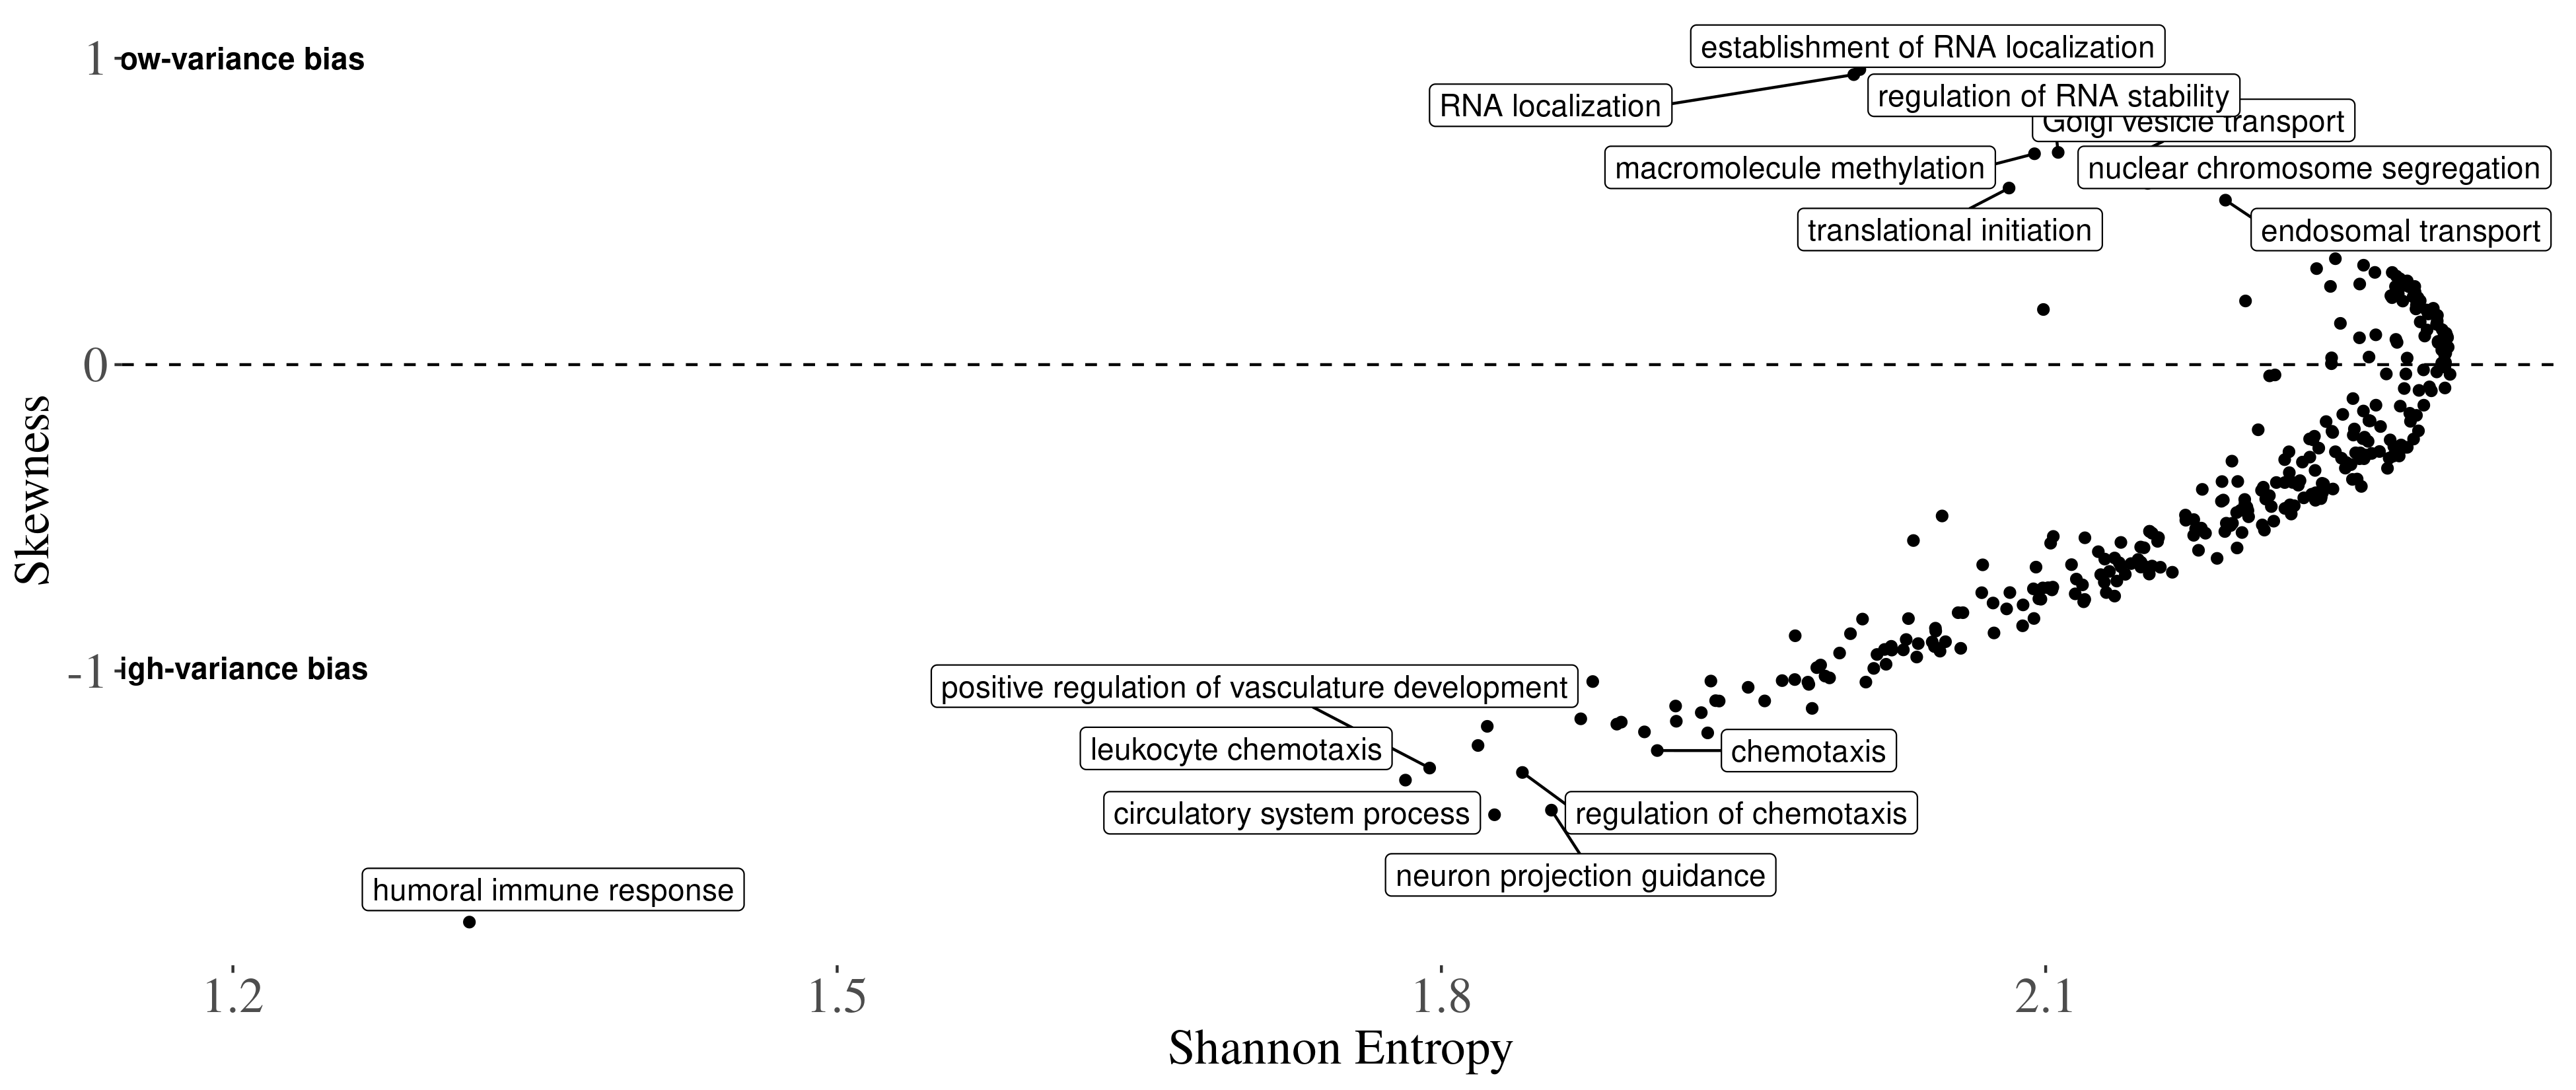 establishment of RNA localization
1
ow-variance bias
RNA localization
regulation of RNA stability
Golgi vesicle transport
macromolecule methylation
nuclear chromosome segregation
translational initiation
endosomal transport
0
Skewness
-1
igh-variance bias
positive regulation of vasculature development
leukocyte chemotaxis
chemotaxis
circulatory system process
regulation of chemotaxis
neuron projection guidance
humoral immune response
1.2
1.5
1.8
2.1
Shannon Entropy